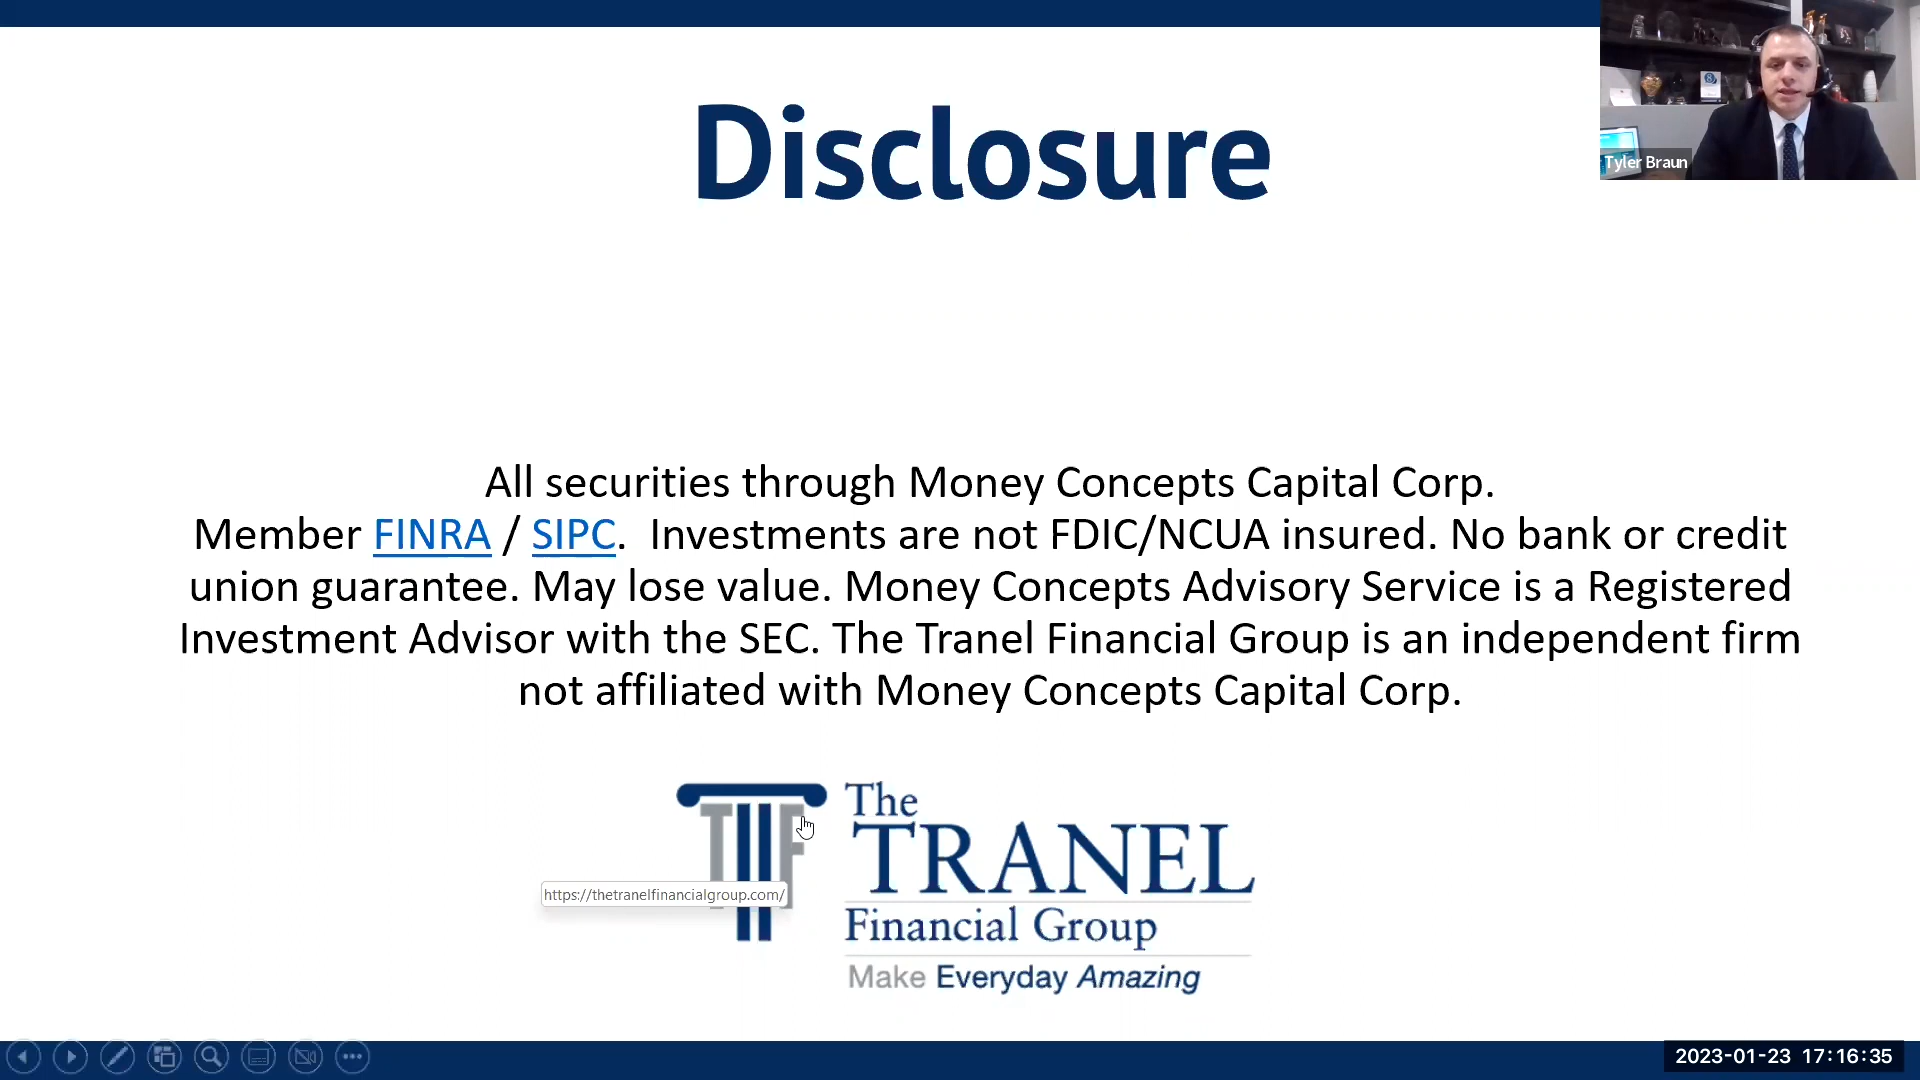 Disclosure
Tyler Braun
All securities through Money Concepts Capital Corp.
Member FINRA / SIPC.  Investments are not FDIC/NCUA insured. No bank or credit
union guarantee. May lose value. Money Concepts Advisory Service is a Registered
Investment Advisor with the SEC. The Tranel Financial Group is an independent firm
not affiliated with Money Concepts Capital Corp.
TF
The
TRANEL
Financial Group
Make Everyday Amazing
https://thetranelfinancialgroup.com/
2023-01-23 17:16:35